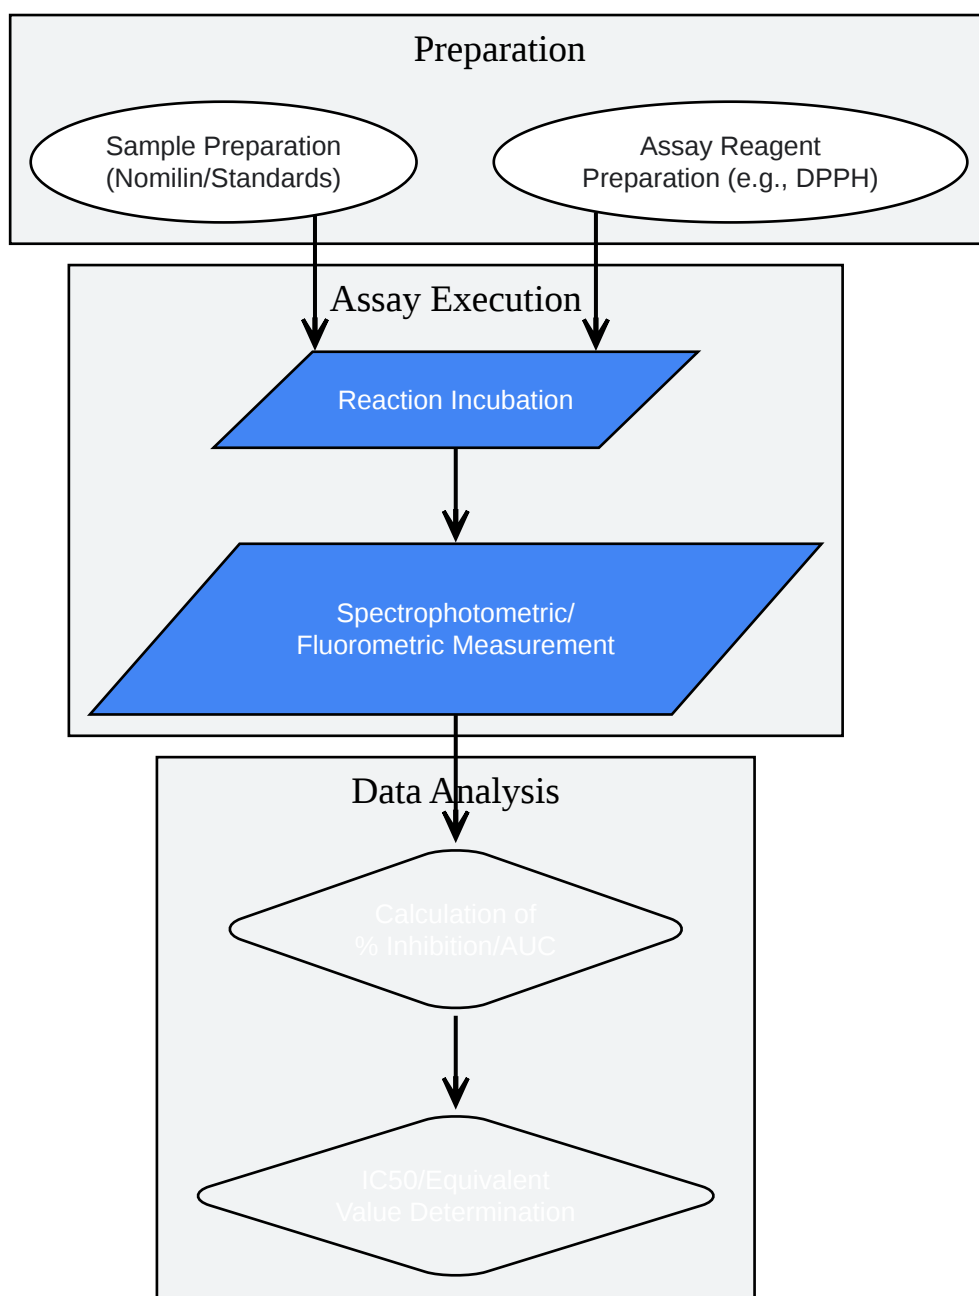 Preparation
Sample Preparation
(Nomilin/Standards)
Assay Reagent
Preparation (e.g., DPPH)
Assay Execution
Reaction Incubation
Spectrophotometric/
Fluorometric Measurement
Data Analysis
Calculation of
% Inhibition/AUC
IC50/Equivalent
Value Determination